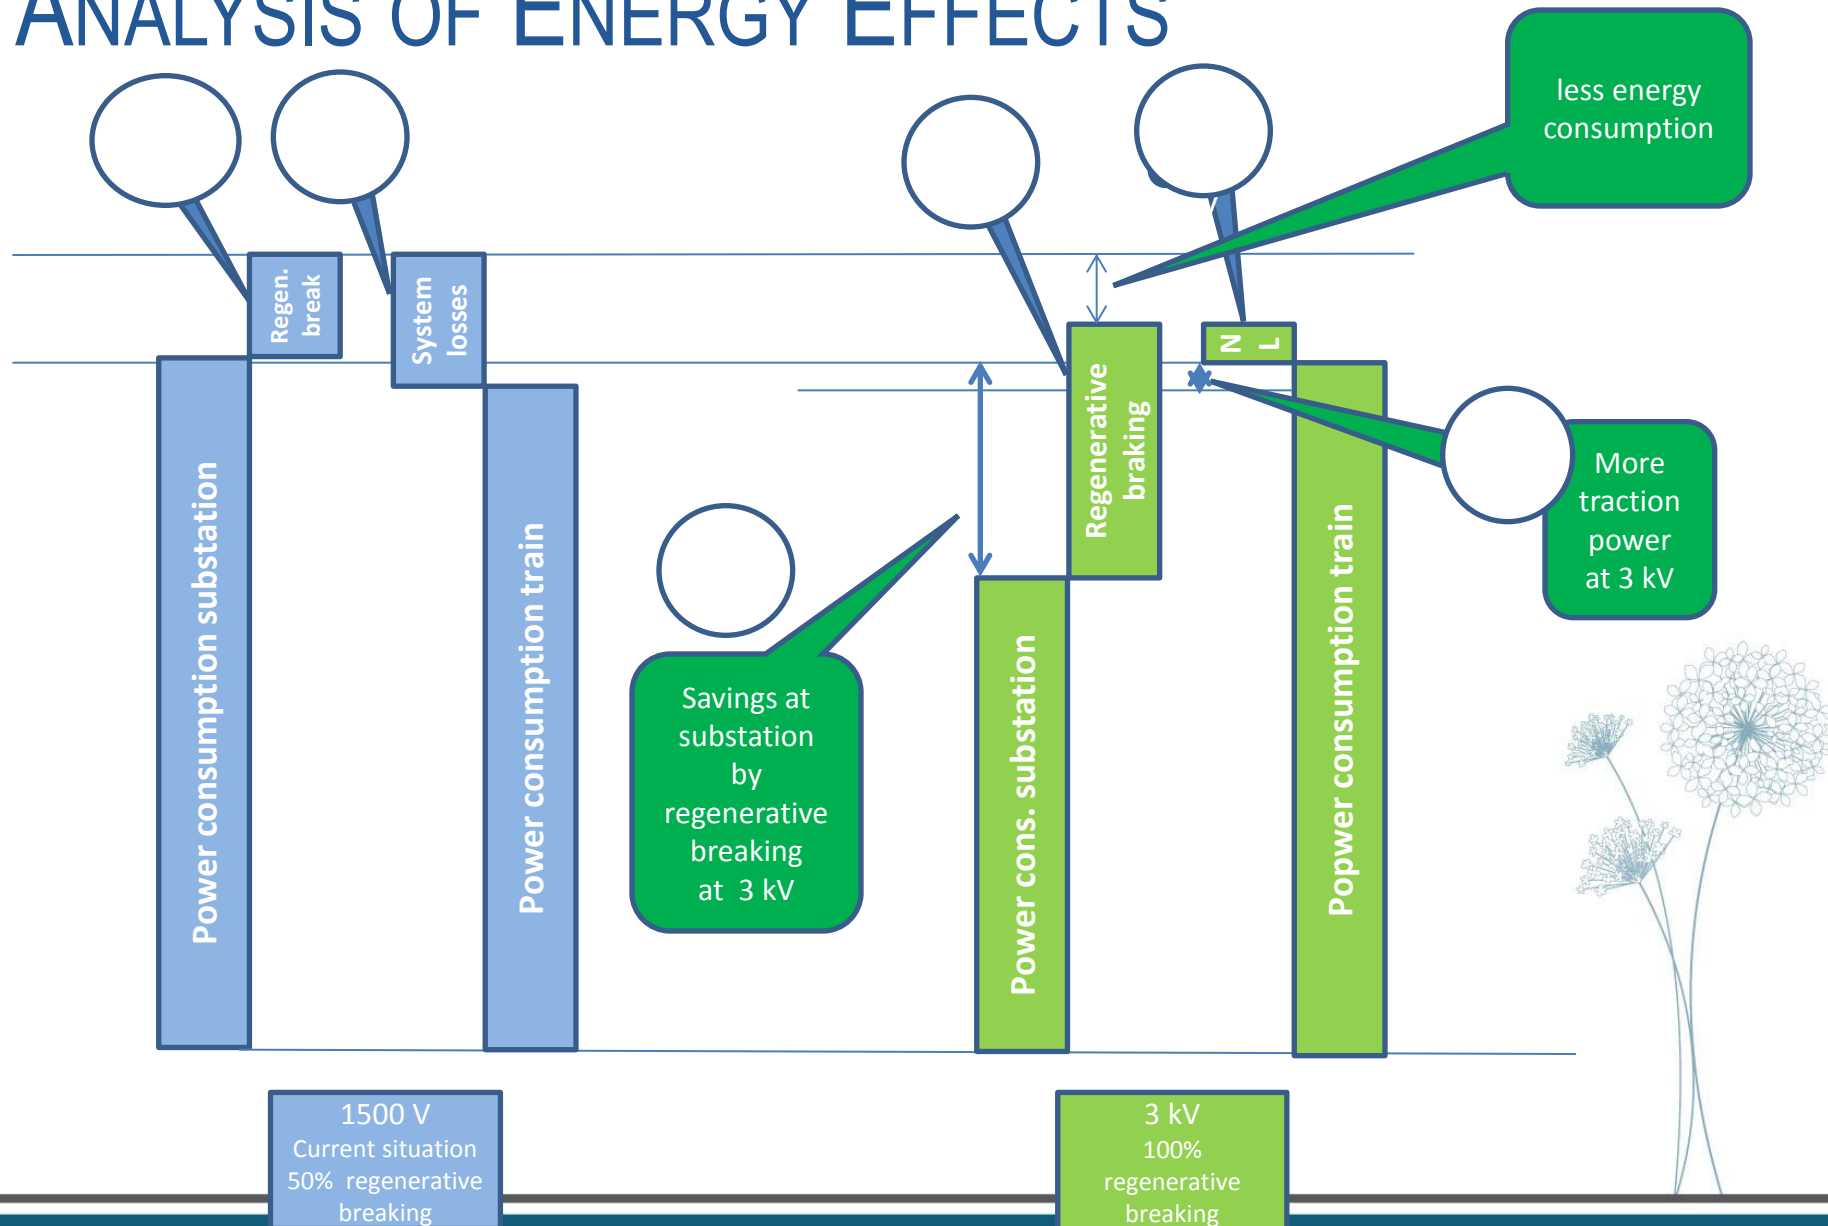 ANALYSIS OF ENERGY EFFECTS
less energy
consumption
Regen.
break
System
losses
N
L
Regenerative
braking
More
traction
power
at 3 kV
Power consumption substation
Power consumption train
Savings at
substation
by
regenerative
breaking
at 3 kV
Power cons. substation
Popwer consumption train
1500 V
Current situation
50% regenerative
breaking
3 kV
100%
regenerative
breaking